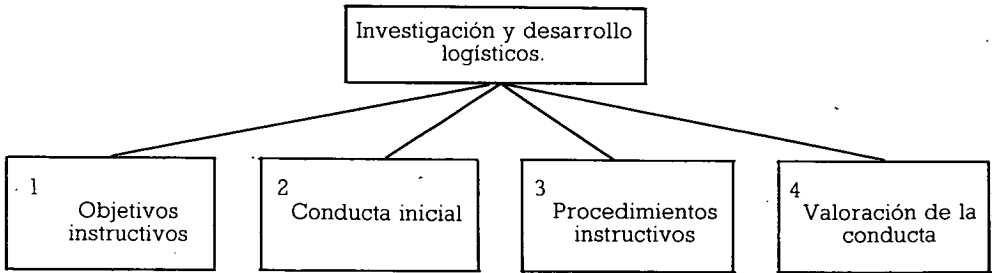 Investigación y desarrollo
logísticos.
1
Objetivos
instructivos
2
Conducta inicial
3
Procedimientos
instructivos
4
Valoración de la
conducta